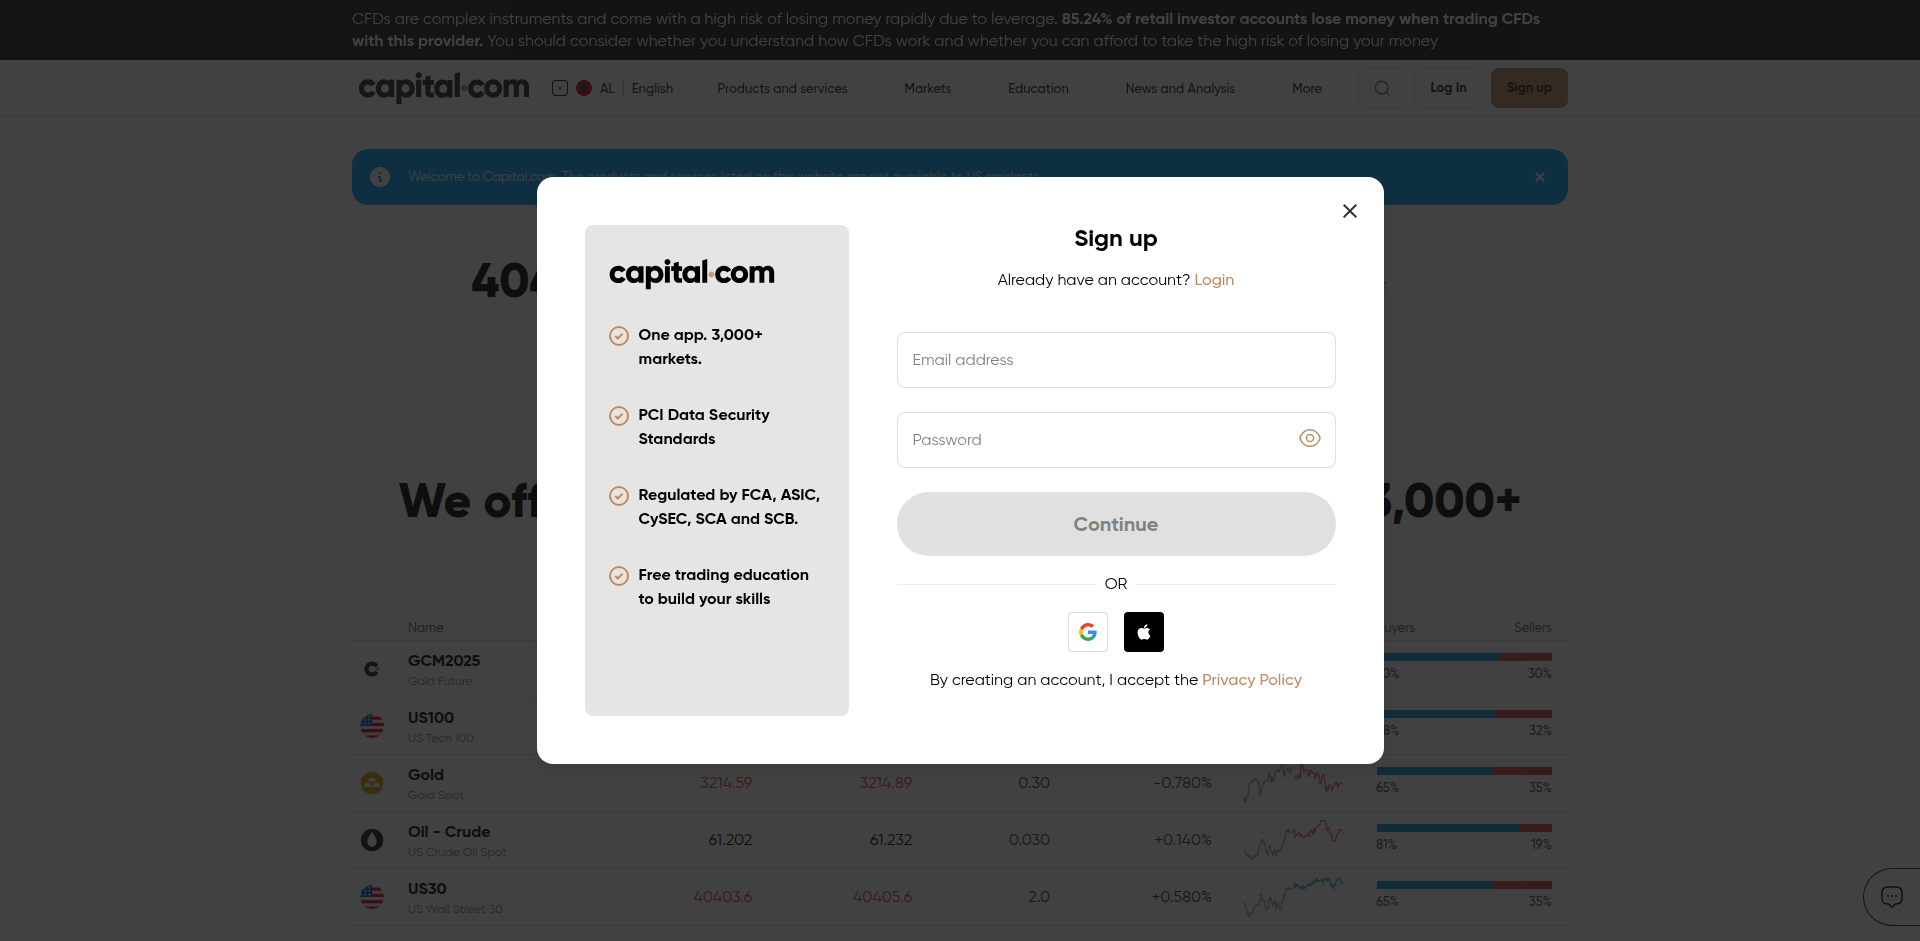 CFDs are complex instruments and come with a high risk of losing money rapidly due to leverage. 85.24% of retail investor accounts lose money when trading CFDs
with this provider. You should consider whether you understand how CFDs work and whether you can afford to take the high risk of losing your money
capital.com
AL English Products and services Markets Education News and Analysis More Log In Sign up
Welcome to Capital.com. The products and services listed on this website are not available to US residents.
Sign up
Already have an account? Login
capital.com
One app. 3,000+
markets.
PCI Data Security
Standards
Regulated by FCA, ASIC,
CySEC, SCA and SCB.
Free trading education
to build your skills
Email address
Password
Continue
OR
By creating an account, I accept the Privacy Policy
404
We 3,000+
Name Sellers
GCM2025 30%
Gold Future
US100 32%
US Tech 100
Gold 3214.59 3214.89 0.30 -0.780% 65% 35%
Gold Spot
Oil - Crude 61.202 61.232 0.030 +0.140% 81% 19%
US Crude Oil Spot
US30 40403.6 40405.6 2.0 +0.580% 65% 35%
US Wall Street 30